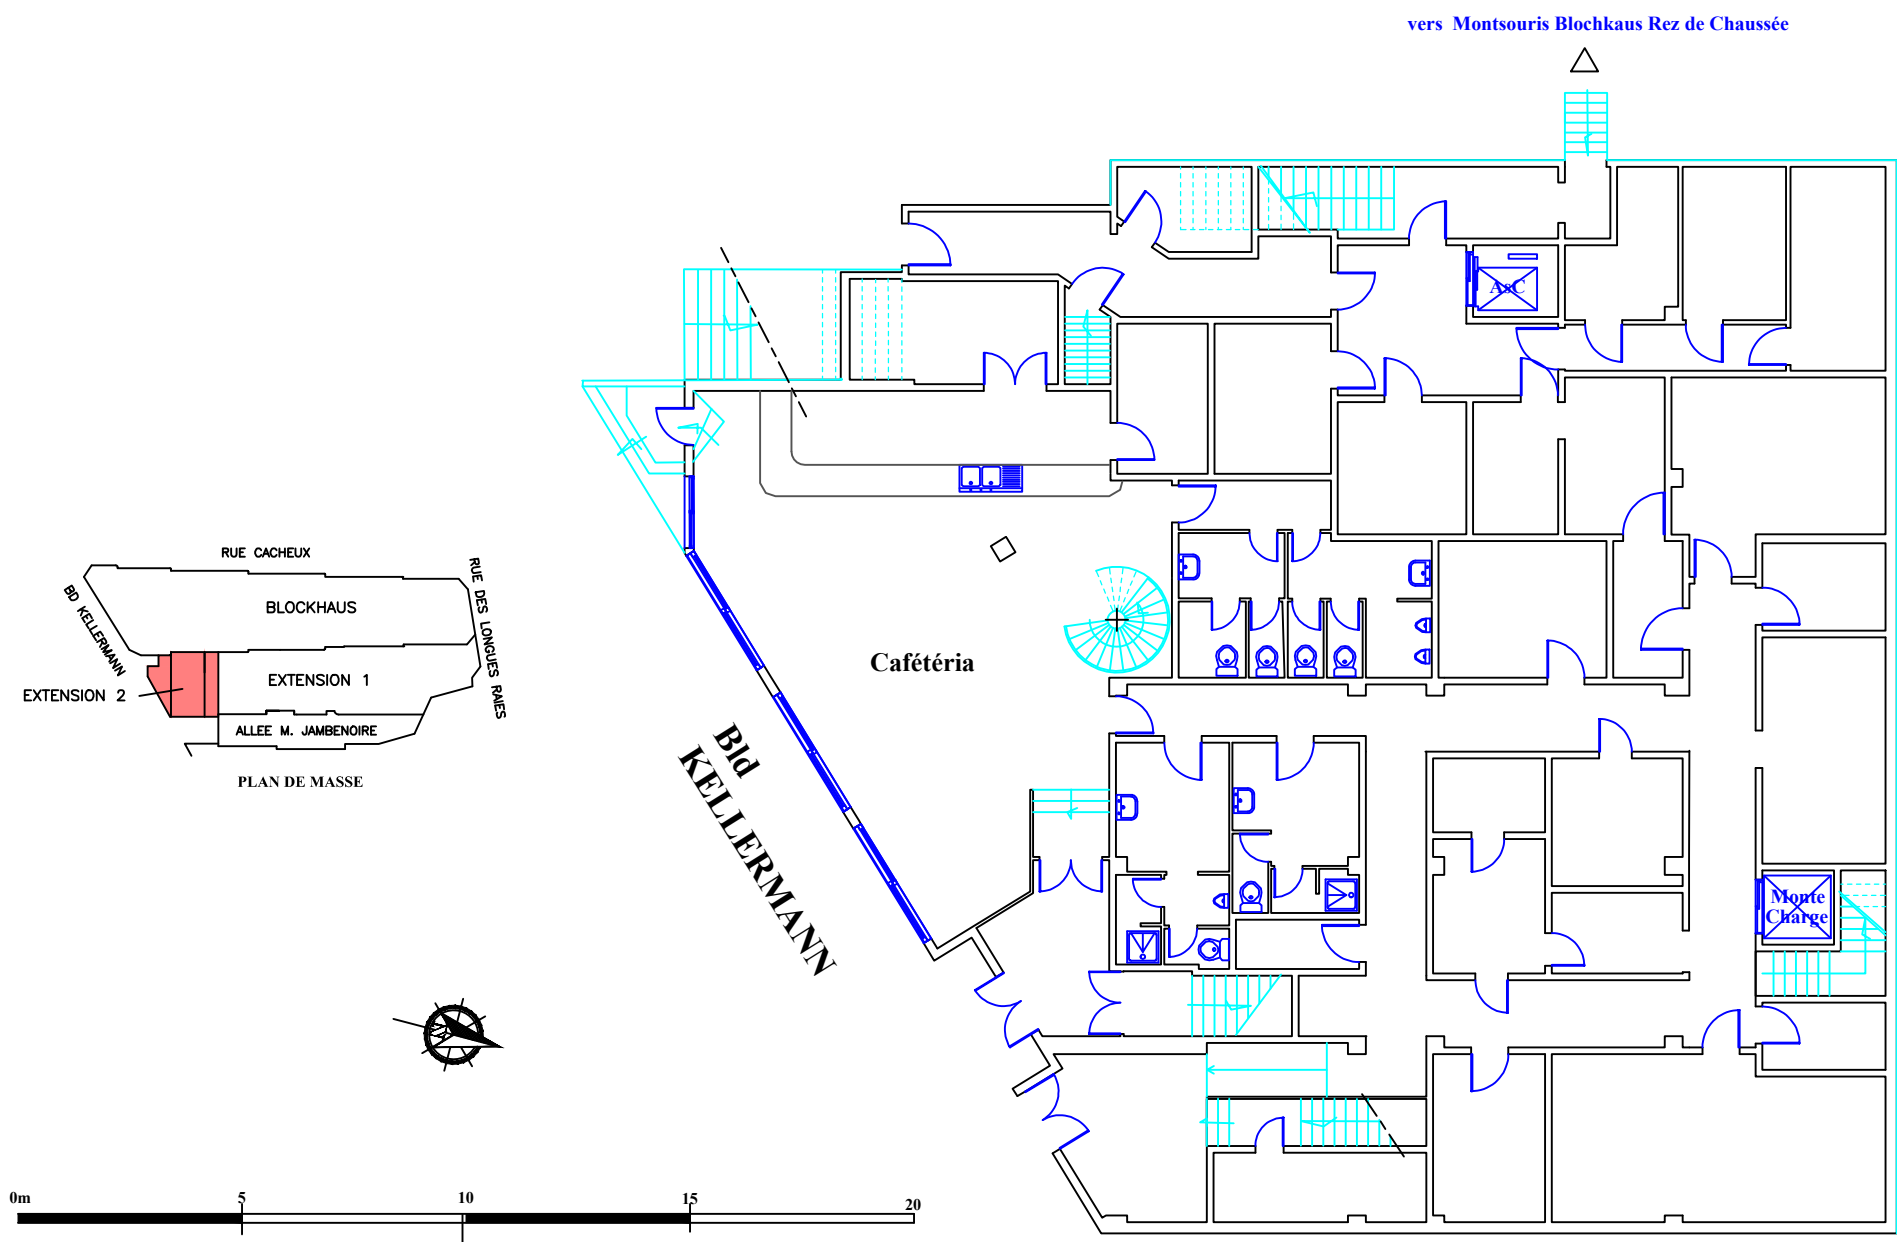 vers Montsouris Blochkaus Rez de Chaussée
AsC
RUE CACHEUX
BD KELLERMANN
BLOCKHAUS
RUE DES LONGUES RAIES
EXTENSION 1
EXTENSION 2
ALLEE M. JAMBENOIRE
PLAN DE MASSE
Cafétéria
Bld
KELLERMANN
Monte
Charge
0m 5 10 15 20